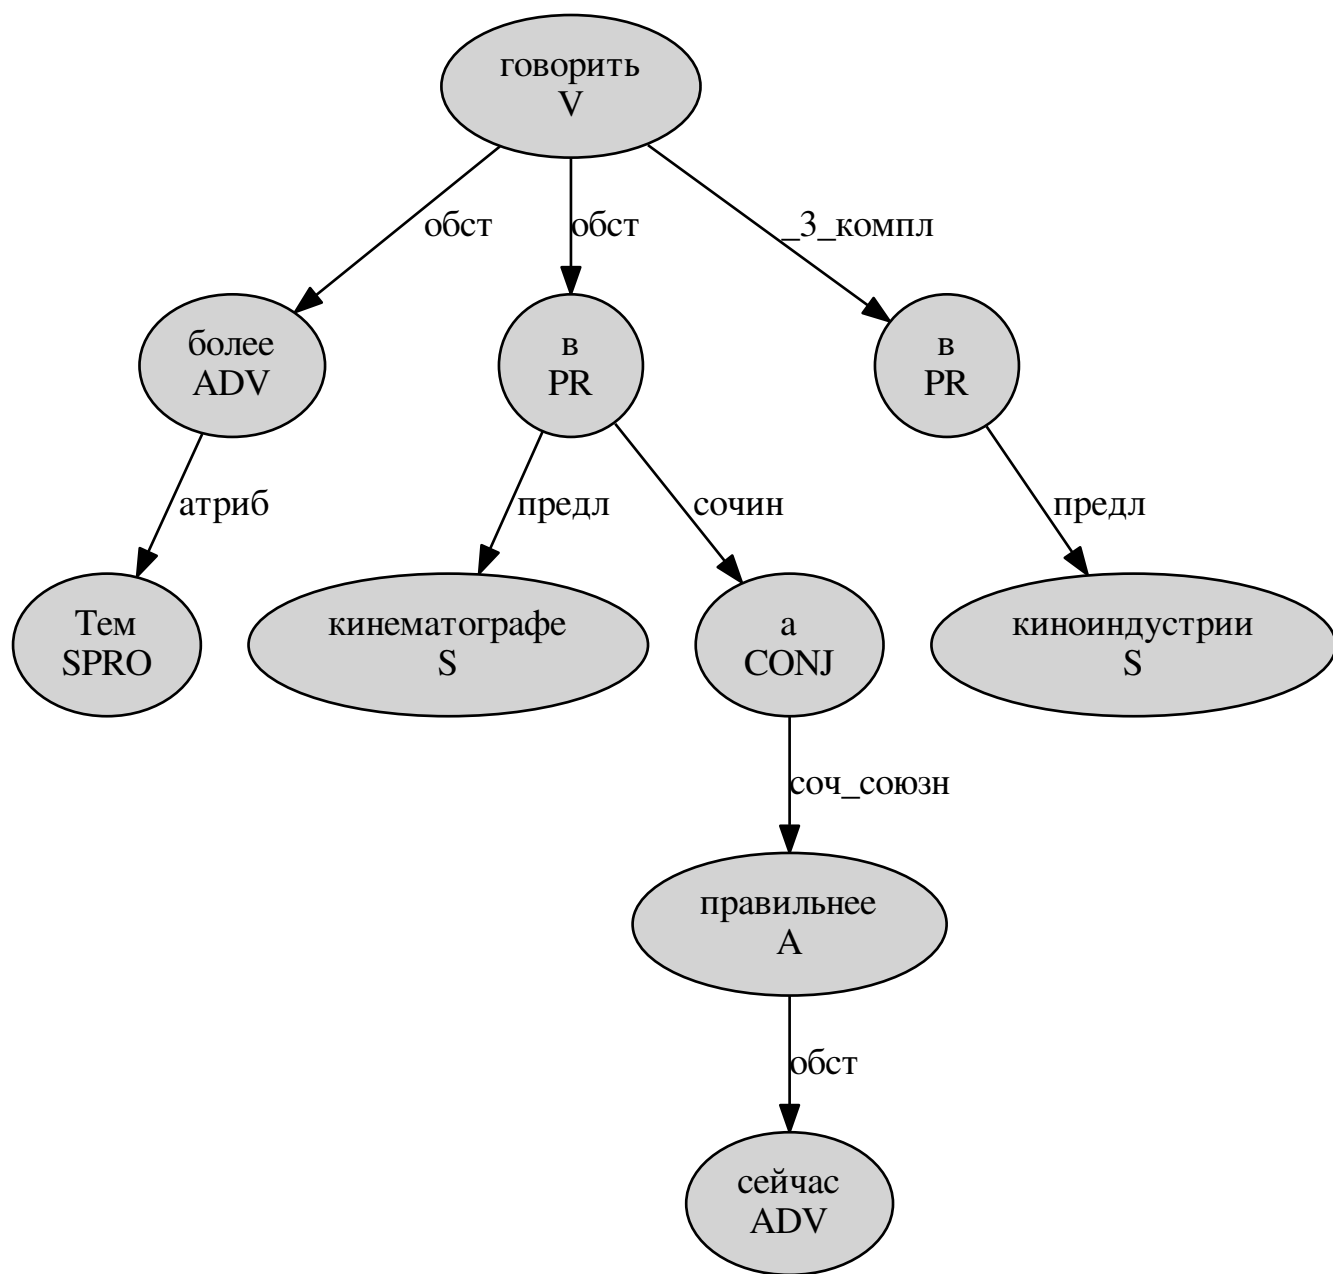 говорить
V
обст
обст
_3_компл
более
ADV
в
PR
в
PR
атриб
предл
сочин
предл
Тем
SPRO
кинематографе
S
а
CONJ
киноиндустрии
S
соч_союзн
правильнее
A
обст
сейчас
ADV